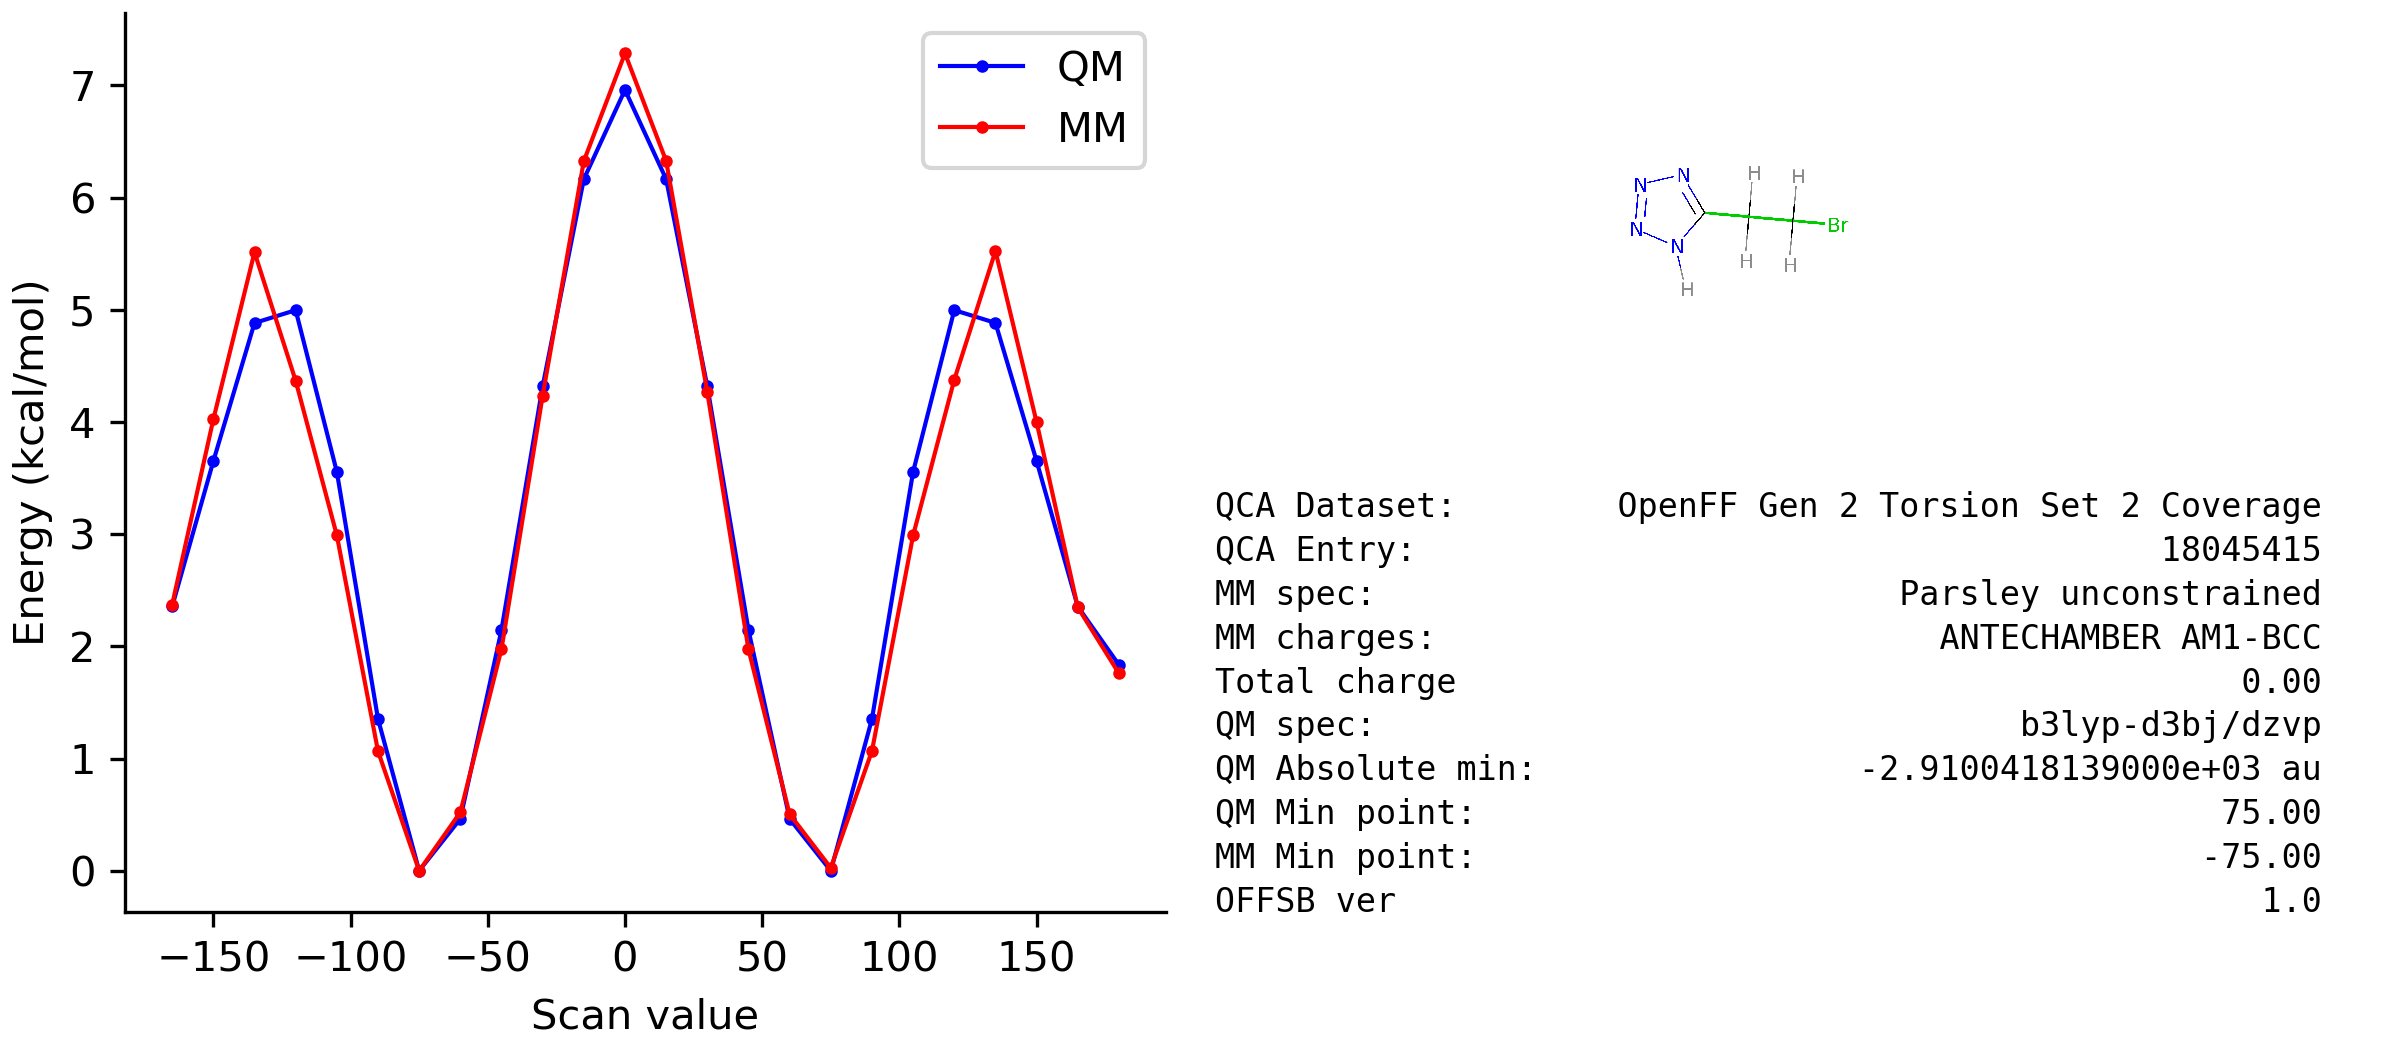 QM
MM
7
6
5
4
3
2
1
0
Energy (kcal/mol)
−150 −100 −50 0 50 100 150
Scan value
N
N
N
N
H
H
H
H
H
Br
QCA Dataset: OpenFF Gen 2 Torsion Set 2 Coverage
QCA Entry: 18045415
MM spec: Parsley unconstrained
MM charges: ANTECHAMBER AM1-BCC
Total charge 0.00
QM spec: b3lyp-d3bj/dzvp
QM Absolute min: -2.9100418139000e+03 au
QM Min point: 75.00
MM Min point: -75.00
OFFSB ver 1.0